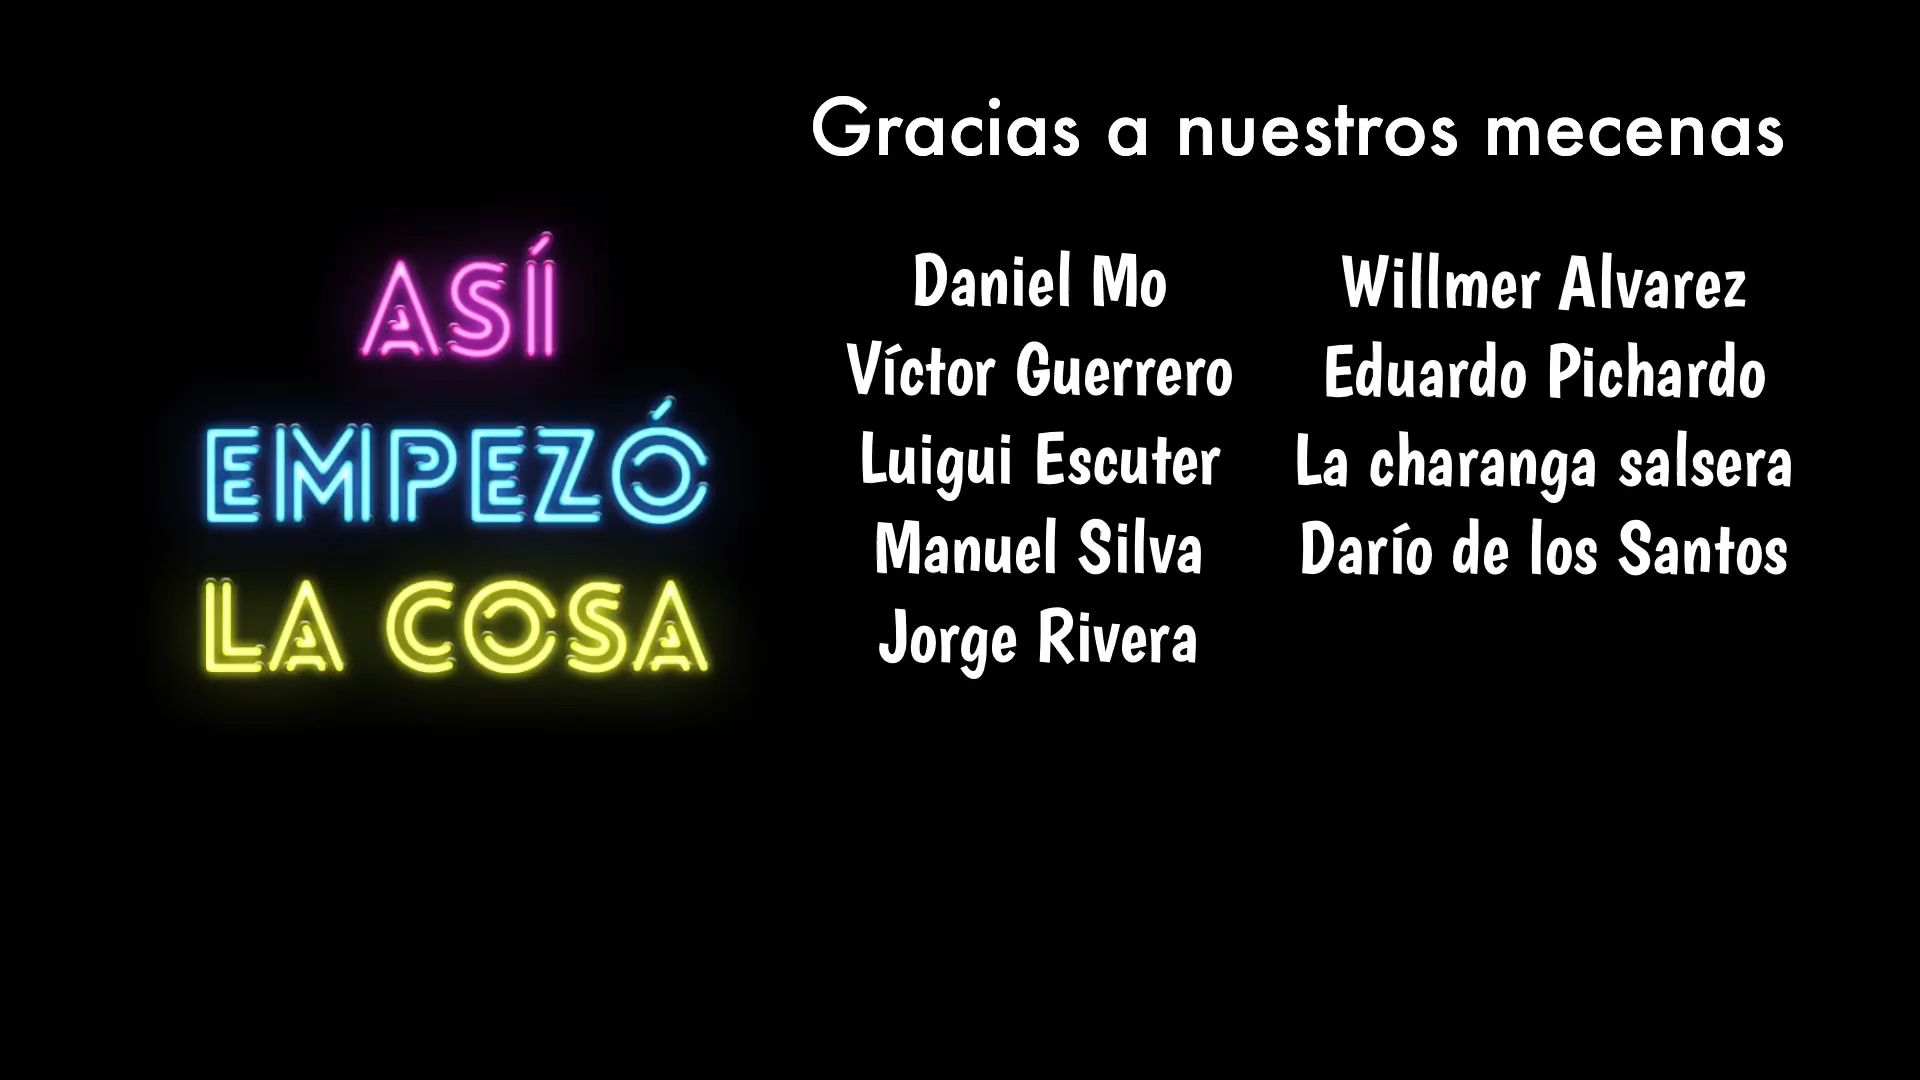 ASÍ
EMPEZÓ
LA COSA
Gracias a nuestros mecenas
Daniel Mo
Víctor Guerrero
Luigui Escuter
Manuel Silva
Jorge Rivera
Willmer Alvarez
Eduardo Pichardo
La charanga salsera
Darío de los Santos